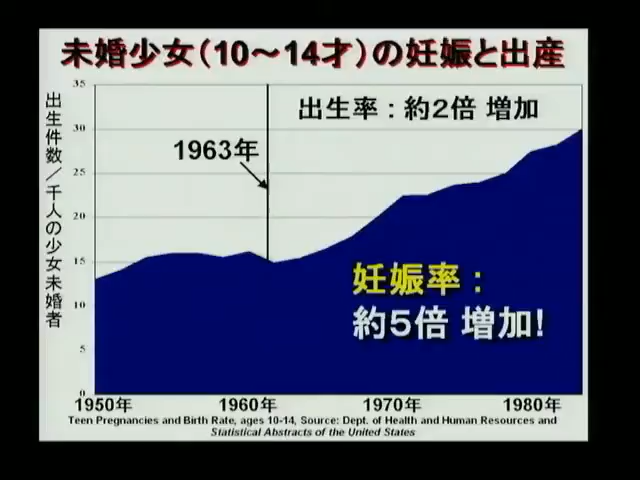 未婚少女（10～14才）の妊娠と出産
35
30
25
20
15
10
5
0
出生件数／千人の少女未婚者
出生率：約2倍 増加
1963年
妊娠率：
約5倍 増加!
1950年 1960年 1970年 1980年
Teen Pregnancies and Birth Rate, ages 10-14, Source: Dept. of Health and Human Resources and
Statistical Abstracts of the United States